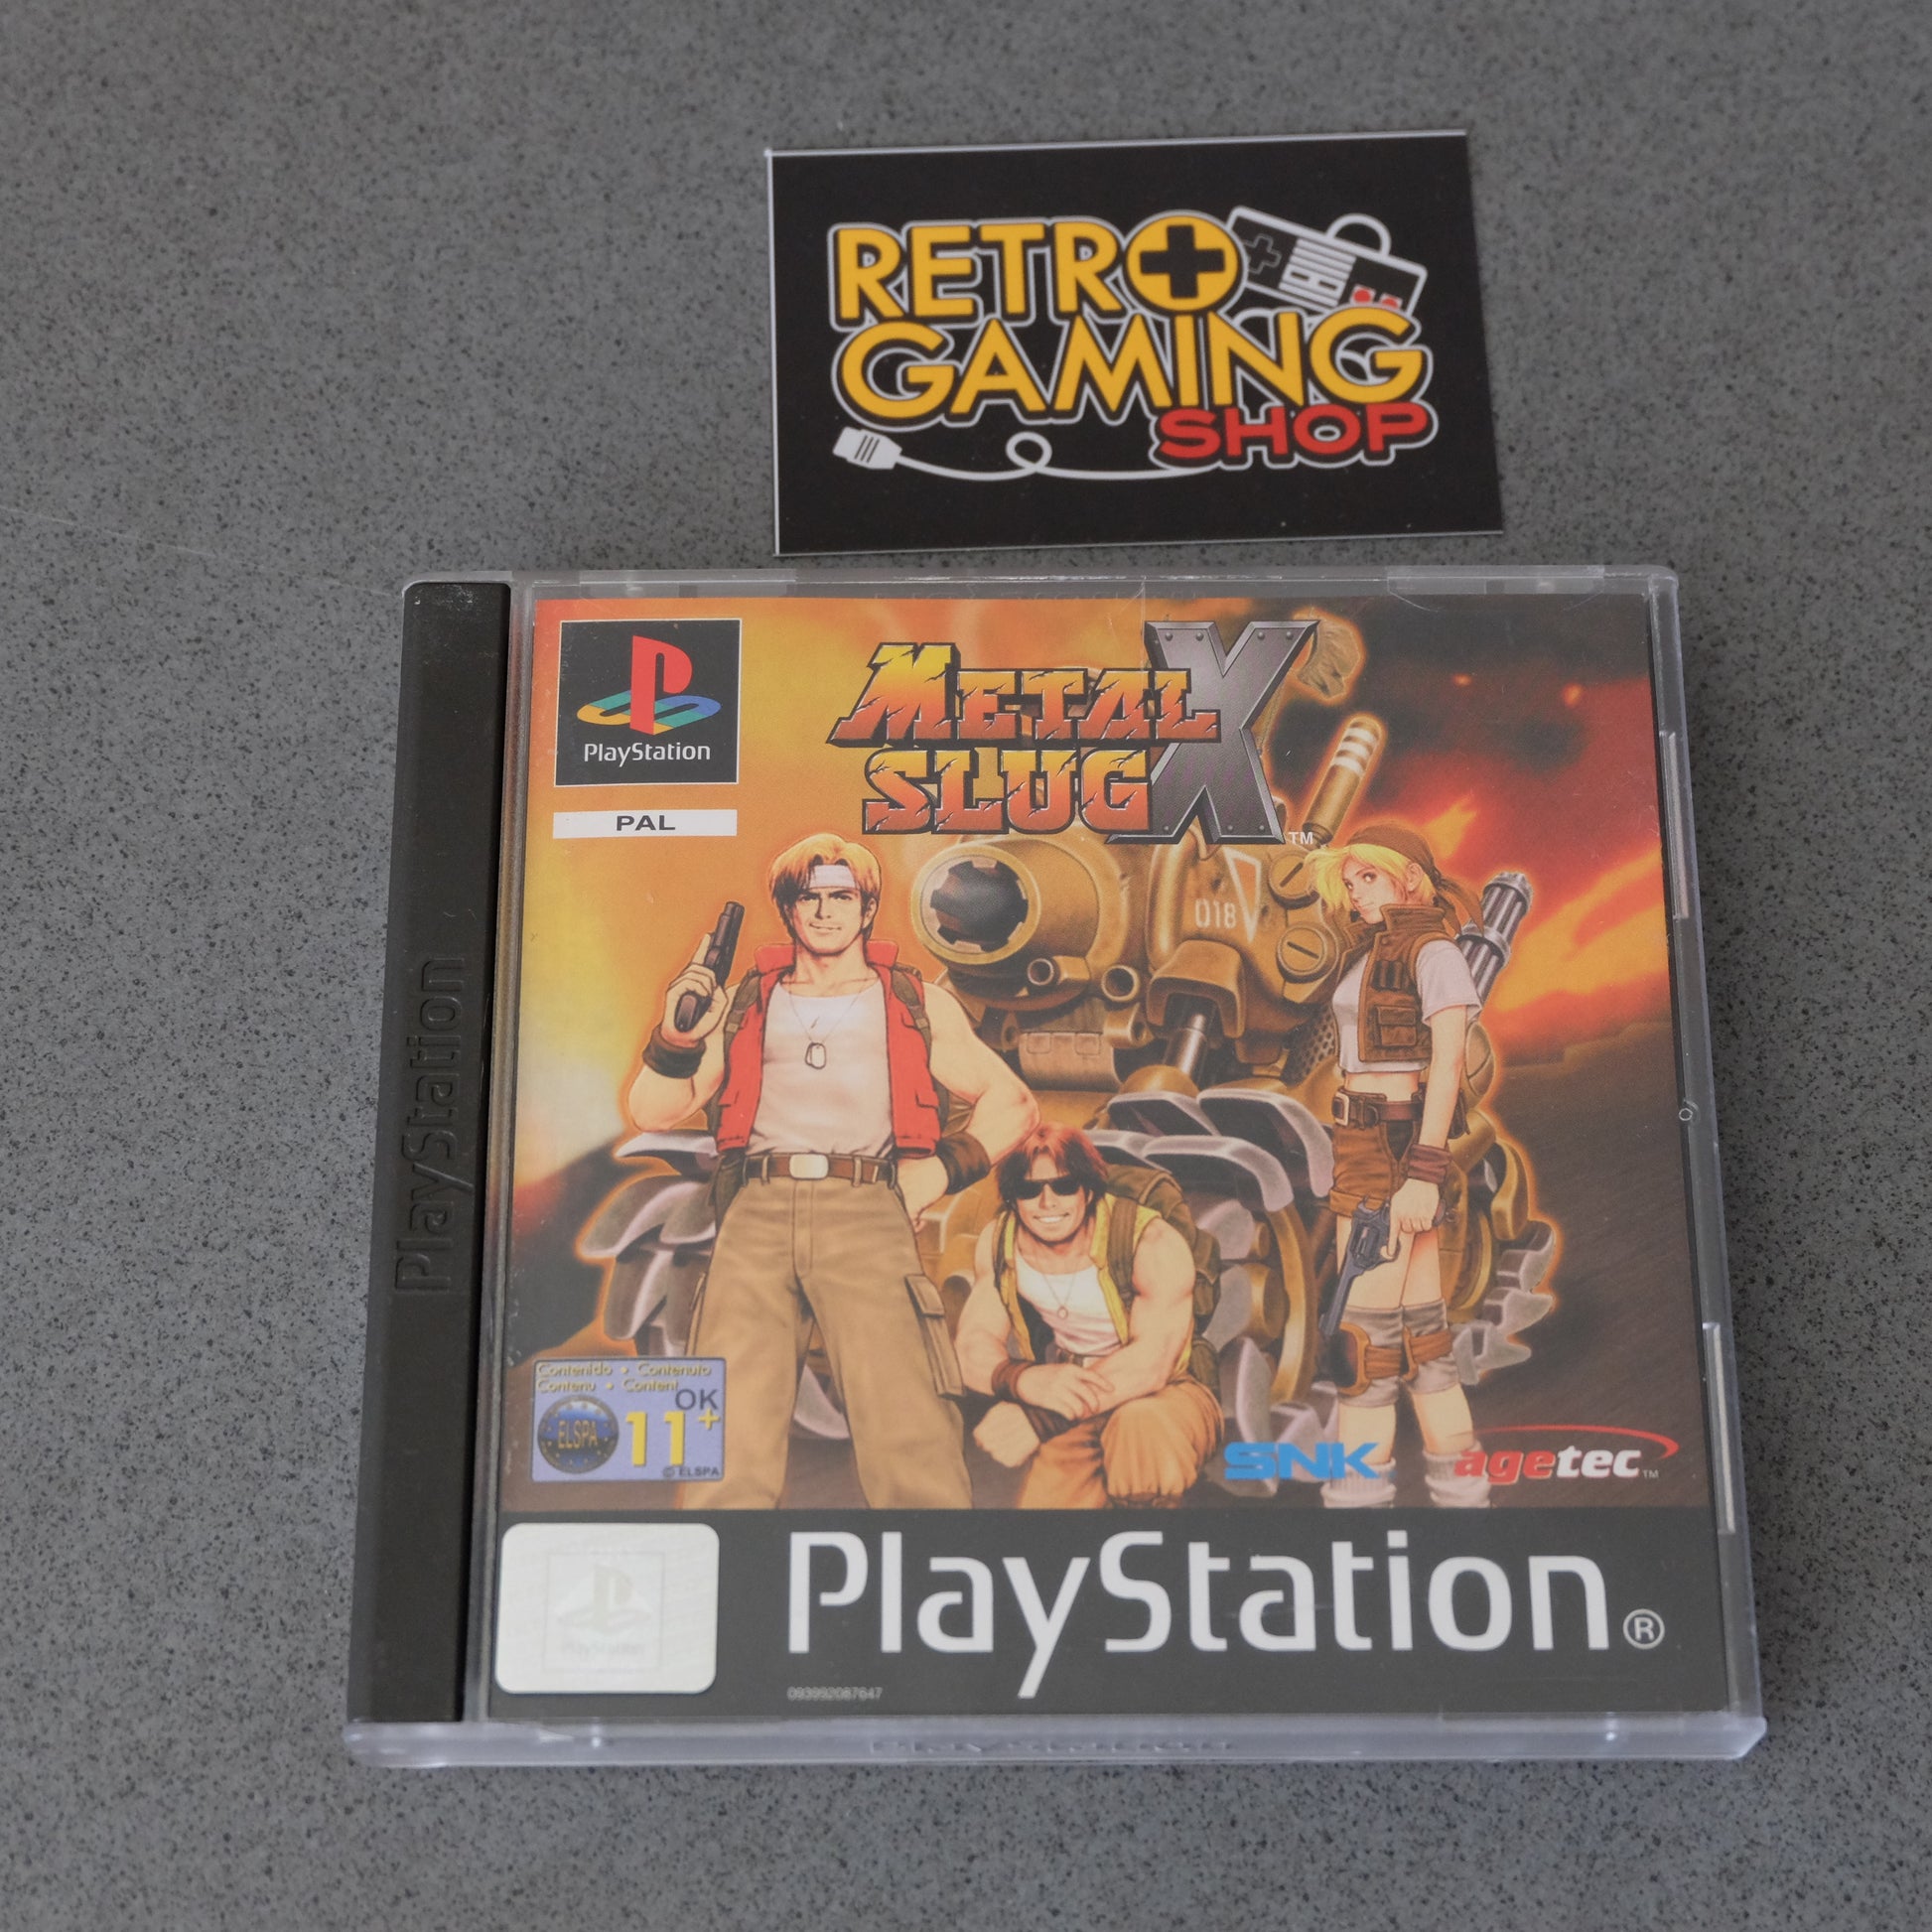 RETRO
GAMING
SHOP
PlayStation
PAL
METAL
SLUG X
TM
018
PlayStation
Contenido • Contenuto
Contenu • Content
OK
ELSPA
11+
© ELSPA
SNK
agetec TM
PlayStation
PlayStation®
093992087647
PlayStation